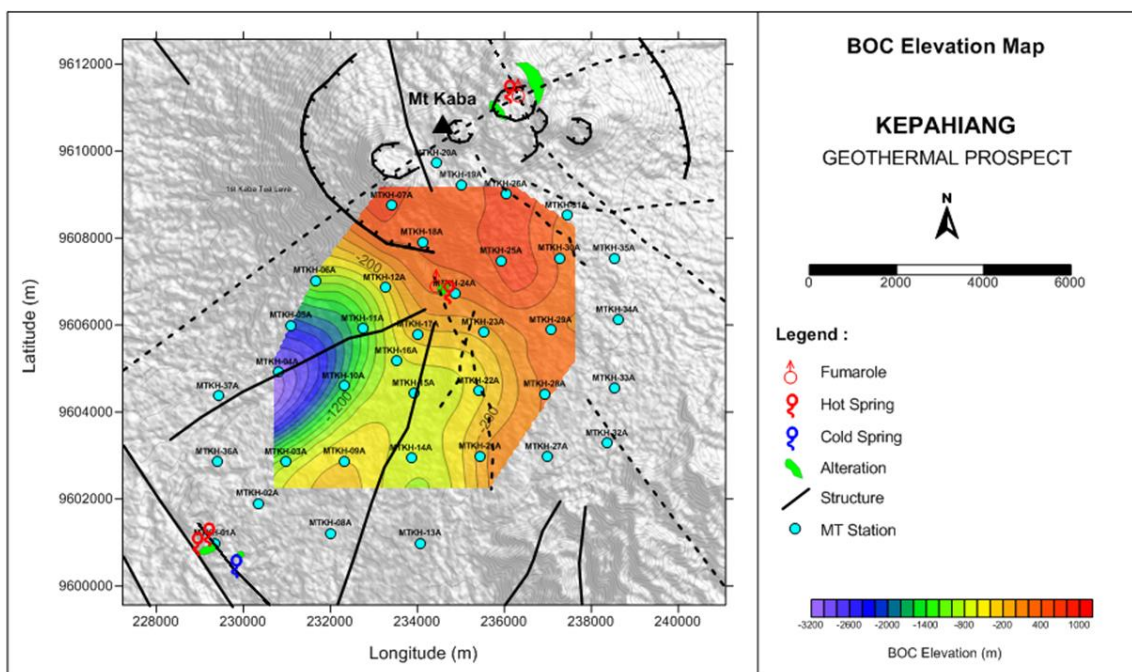 9612000
9610000
9608000
9606000
9604000
9602000
9600000
Latitude (m)
228000
230000
232000
234000
236000
238000
240000
Longitude (m)
Mt Kaba
MTKH-20A
MTKH-19A
MTKH-26A
MTKH-07A
MTKH-31A
MTKH-18A
MTKH-25A
MTKH-30A
MTKH-35A
-200
MTKH-06A
MTKH-12A
MTKH-24A
MTKH-05A
MTKH-11A
MTKH-17A
MTKH-23A
MTKH-29A
MTKH-34A
MTKH-16A
MTKH-04A
MTKH-10A
MTKH-15A
MTKH-22A
MTKH-28A
MTKH-33A
MTKH-37A
-1200
-200
MTKH-36A
MTKH-03A
MTKH-09A
MTKH-14A
MTKH-27A
MTKH-32A
MTKH-02A
MTKH-01A
MTKH-08A
MTKH-13A
BOC Elevation Map
KEPAHIANG
GEOTHERMAL PROSPECT
N
0
2000
4000
6000
Legend :
Fumarole
Hot Spring
Cold Spring
Alteration
Structure
MT Station
-3200 -2600 -2000 -1400 -800 -200 400 1000
BOC Elevation (m)